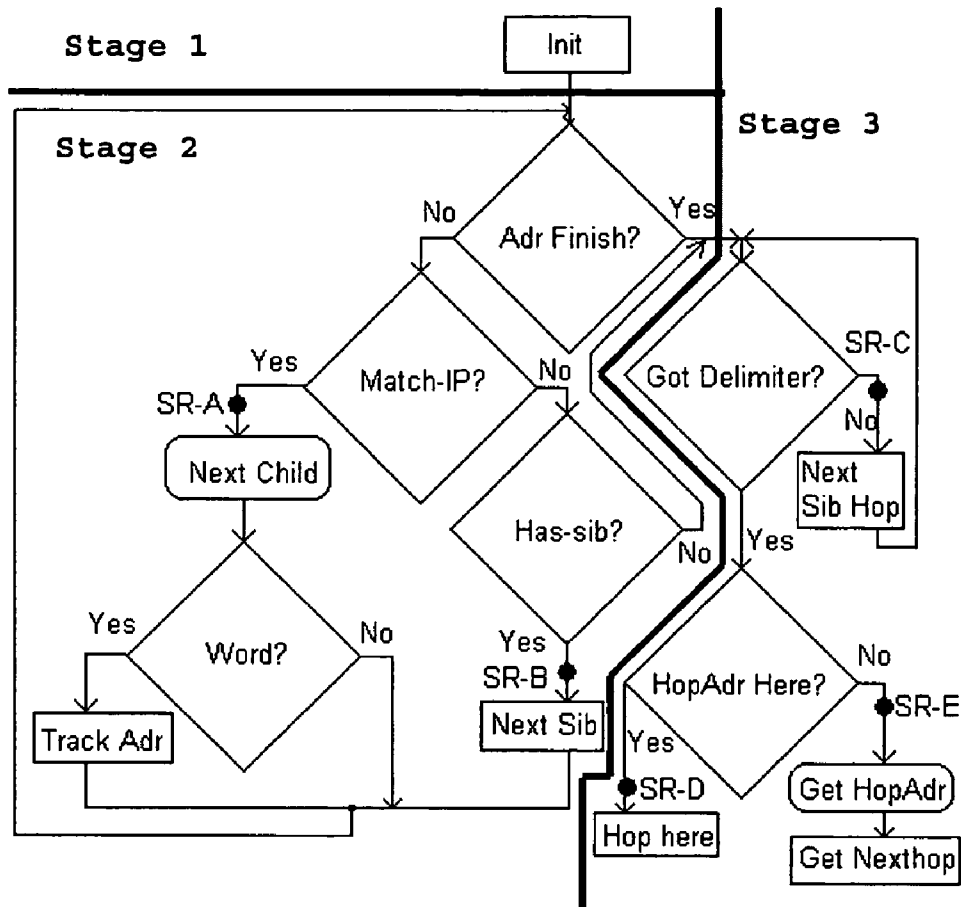 Stage 1
Init
Stage 2
Stage 3
No
Adr Finish?
Yes
Yes
Match-IP?
No
SR-A
Next Child
Got Delimiter?
SR-C
No
Next
Sib Hop
Has-sib?
No
Yes
Yes
Word?
No
Yes
SR-B
HopAdr Here?
No
Track Adr
Next Sib
Yes
SR-D
SR-E
Hop here
Get HopAdr
Get Nexthop